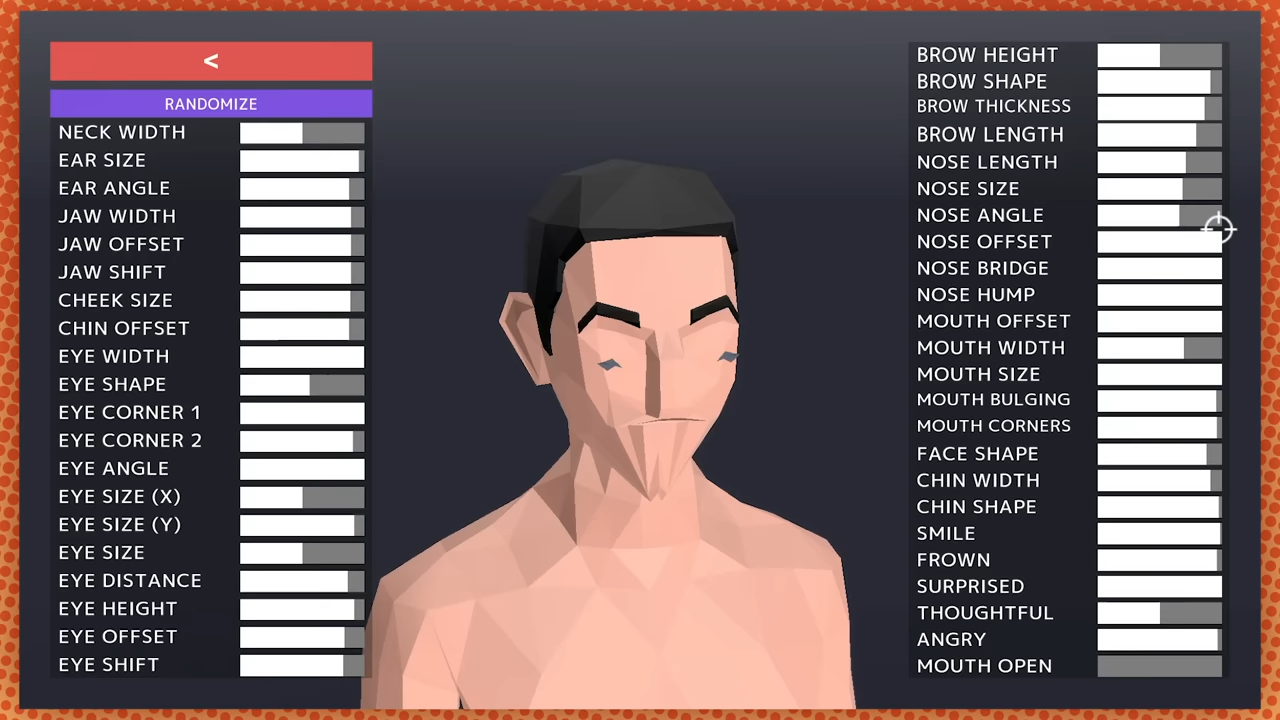 <
RANDOMIZE
NECK WIDTH
EAR SIZE
EAR ANGLE
JAW WIDTH
JAW OFFSET
JAW SHIFT
CHEEK SIZE
CHIN OFFSET
EYE WIDTH
EYE SHAPE
EYE CORNER 1
EYE CORNER 2
EYE ANGLE
EYE SIZE (X)
EYE SIZE (Y)
EYE SIZE
EYE DISTANCE
EYE HEIGHT
EYE OFFSET
EYE SHIFT
BROW HEIGHT
BROW SHAPE
BROW THICKNESS
BROW LENGTH
NOSE LENGTH
NOSE SIZE
NOSE ANGLE
NOSE OFFSET
NOSE BRIDGE
NOSE HUMP
MOUTH OFFSET
MOUTH WIDTH
MOUTH SIZE
MOUTH BULGING
MOUTH CORNERS
FACE SHAPE
CHIN WIDTH
CHIN SHAPE
SMILE
FROWN
SURPRISED
THOUGHTFUL
ANGRY
MOUTH OPEN